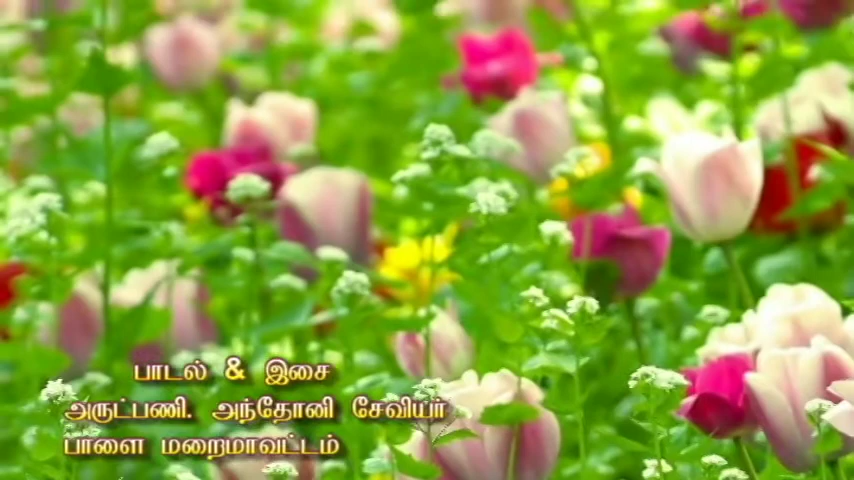 பாடல் & இசை
அருட்பணி. அந்தோனி சேவியர்
பாளை மறைமாவட்டம்